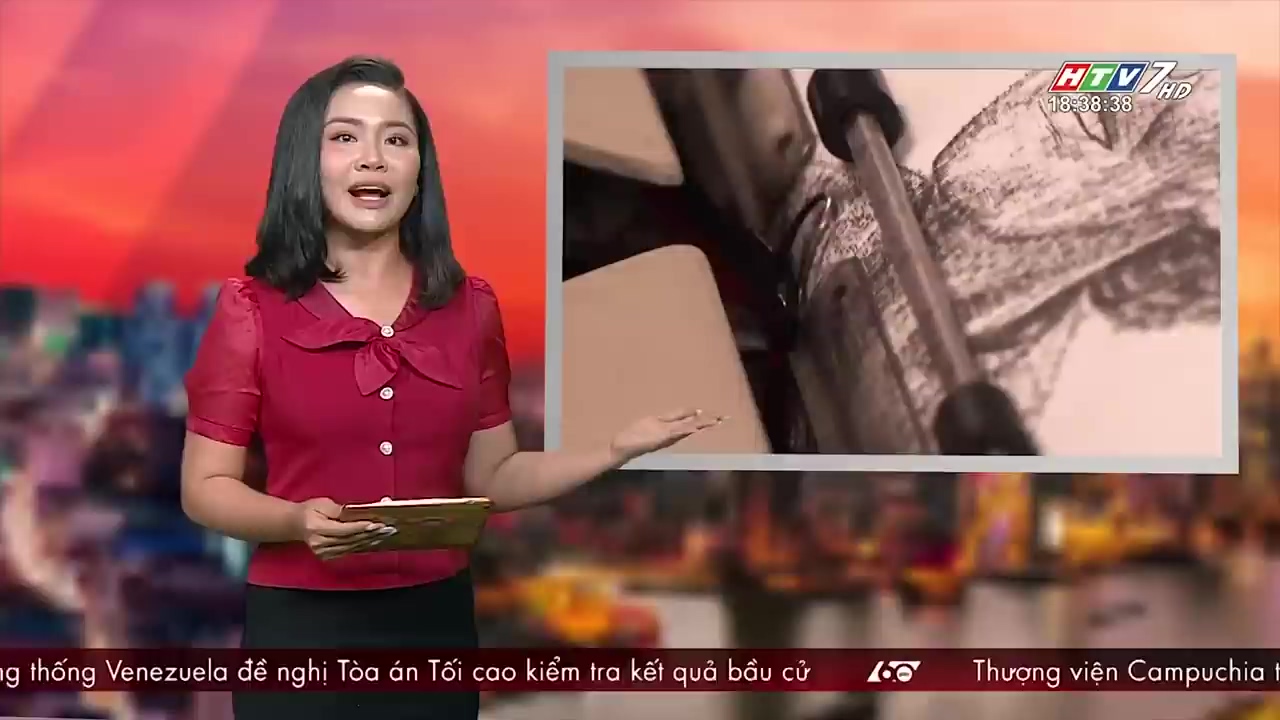 HTV7
HD
18:38:38
ng thống Venezuela đề nghị Tòa án Tối cao kiểm tra kết quả bầu cử 60 Thượng viện Campuchia t